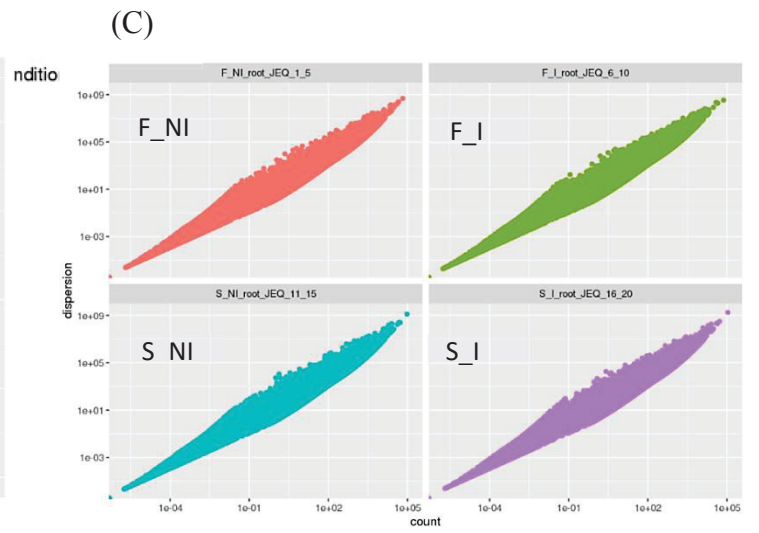 (C)
nditio
F_NI_root_JEQ_1_5
F_I_root_JEQ_6_10
1e+09
1e+05
1e+01
1e-03
F_NI
F_I
dispersion
S_NI_root_JEQ_11_15
S_I_root_JEQ_16_20
1e+09
1e+05
1e+01
1e-03
S NI
S_I
1e-04 1e-01 1e+02 1e+05
1e-04 1e-01 1e+02 1e+05
count